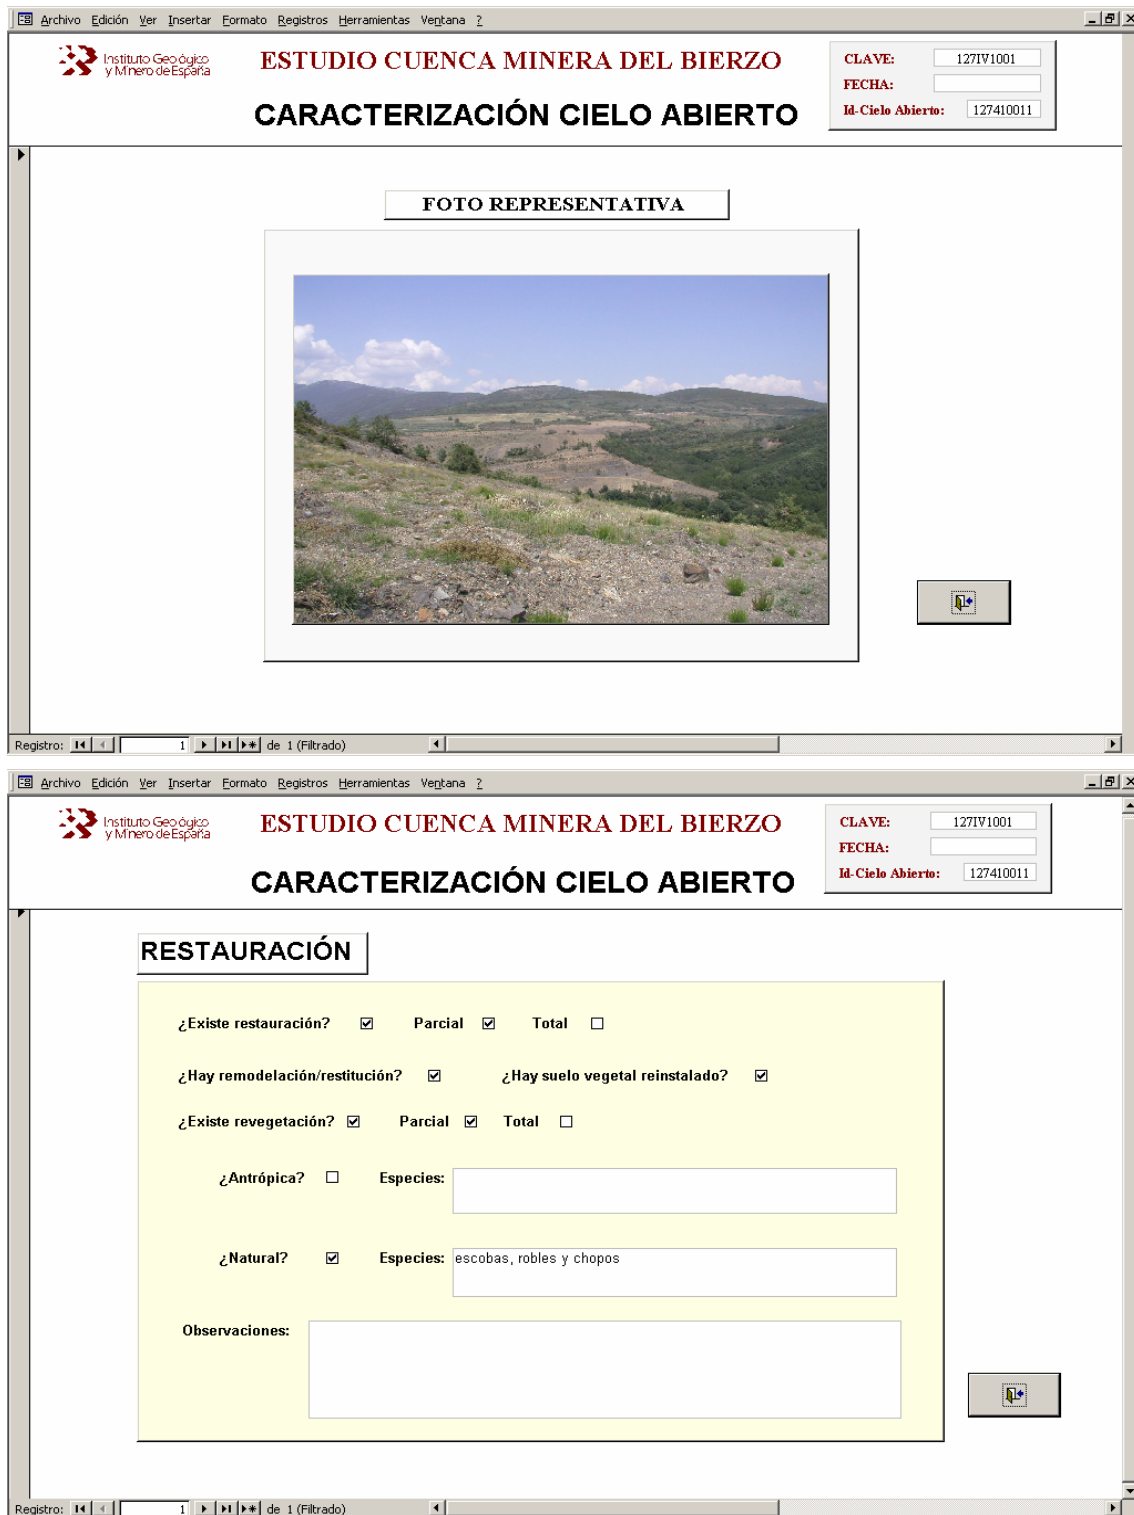 Archivo Edición Ver Insertar Formato Registros Herramientas Ventana ?
Instituto Geológico
y Minero de España
ESTUDIO CUENCA MINERA DEL BIERZO
CARACTERIZACIÓN CIELO ABIERTO
CLAVE: 127IV1001
FECHA:
Id-Cielo Abierto: 127410011
FOTO REPRESENTATIVA
Registro: 1 de 1 (Filtrado)
Archivo Edición Ver Insertar Formato Registros Herramientas Ventana ?
Instituto Geológico
y Minero de España
ESTUDIO CUENCA MINERA DEL BIERZO
CARACTERIZACIÓN CIELO ABIERTO
CLAVE: 127IV1001
FECHA:
Id-Cielo Abierto: 127410011
RESTAURACIÓN
¿Existe restauración? Parcial Total
¿Hay remodelación/restitución? ¿Hay suelo vegetal reinstalado?
¿Existe revegetación? Parcial Total
¿Antrópica? Especies:
¿Natural? Especies: escobas, robles y chopos
Observaciones:
Registro: 1 de 1 (Filtrado)